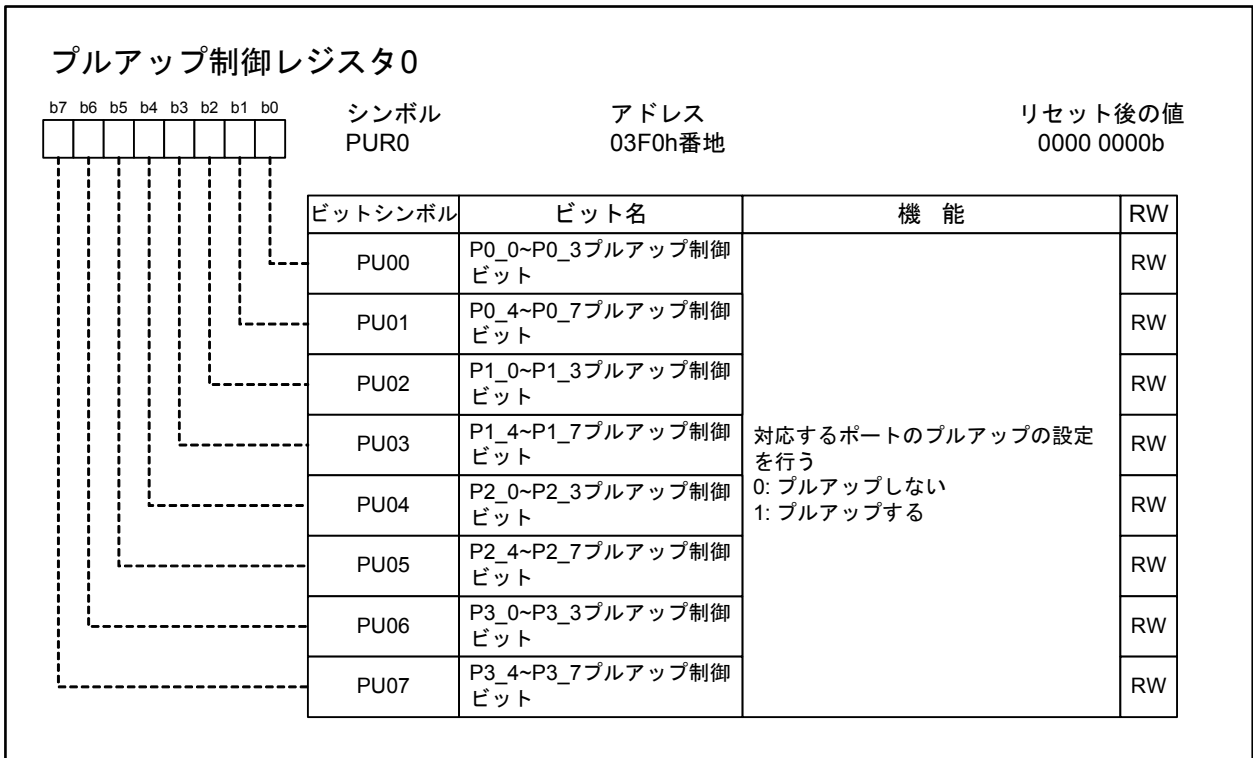 プルアップ制御レジスタ0
b7 b6 b5 b4 b3 b2 b1 b0
シンボル アドレス リセット後の値
PUR0 03F0h番地 0000 0000b
ビットシンボル ビット名 機 能 RW
PU00 P0_0~P0_3プルアップ制御 RW
ビット
PU01 P0_4~P0_7プルアップ制御 RW
ビット
PU02 P1_0~P1_3プルアップ制御 RW
ビット
PU03 P1_4~P1_7プルアップ制御 RW
ビット
PU04 P2_0~P2_3プルアップ制御 RW
ビット
PU05 P2_4~P2_7プルアップ制御 RW
ビット
PU06 P3_0~P3_3プルアップ制御 RW
ビット
PU07 P3_4~P3_7プルアップ制御 RW
ビット
対応するポートのプルアップの設定
を行う
0: プルアップしない
1: プルアップする